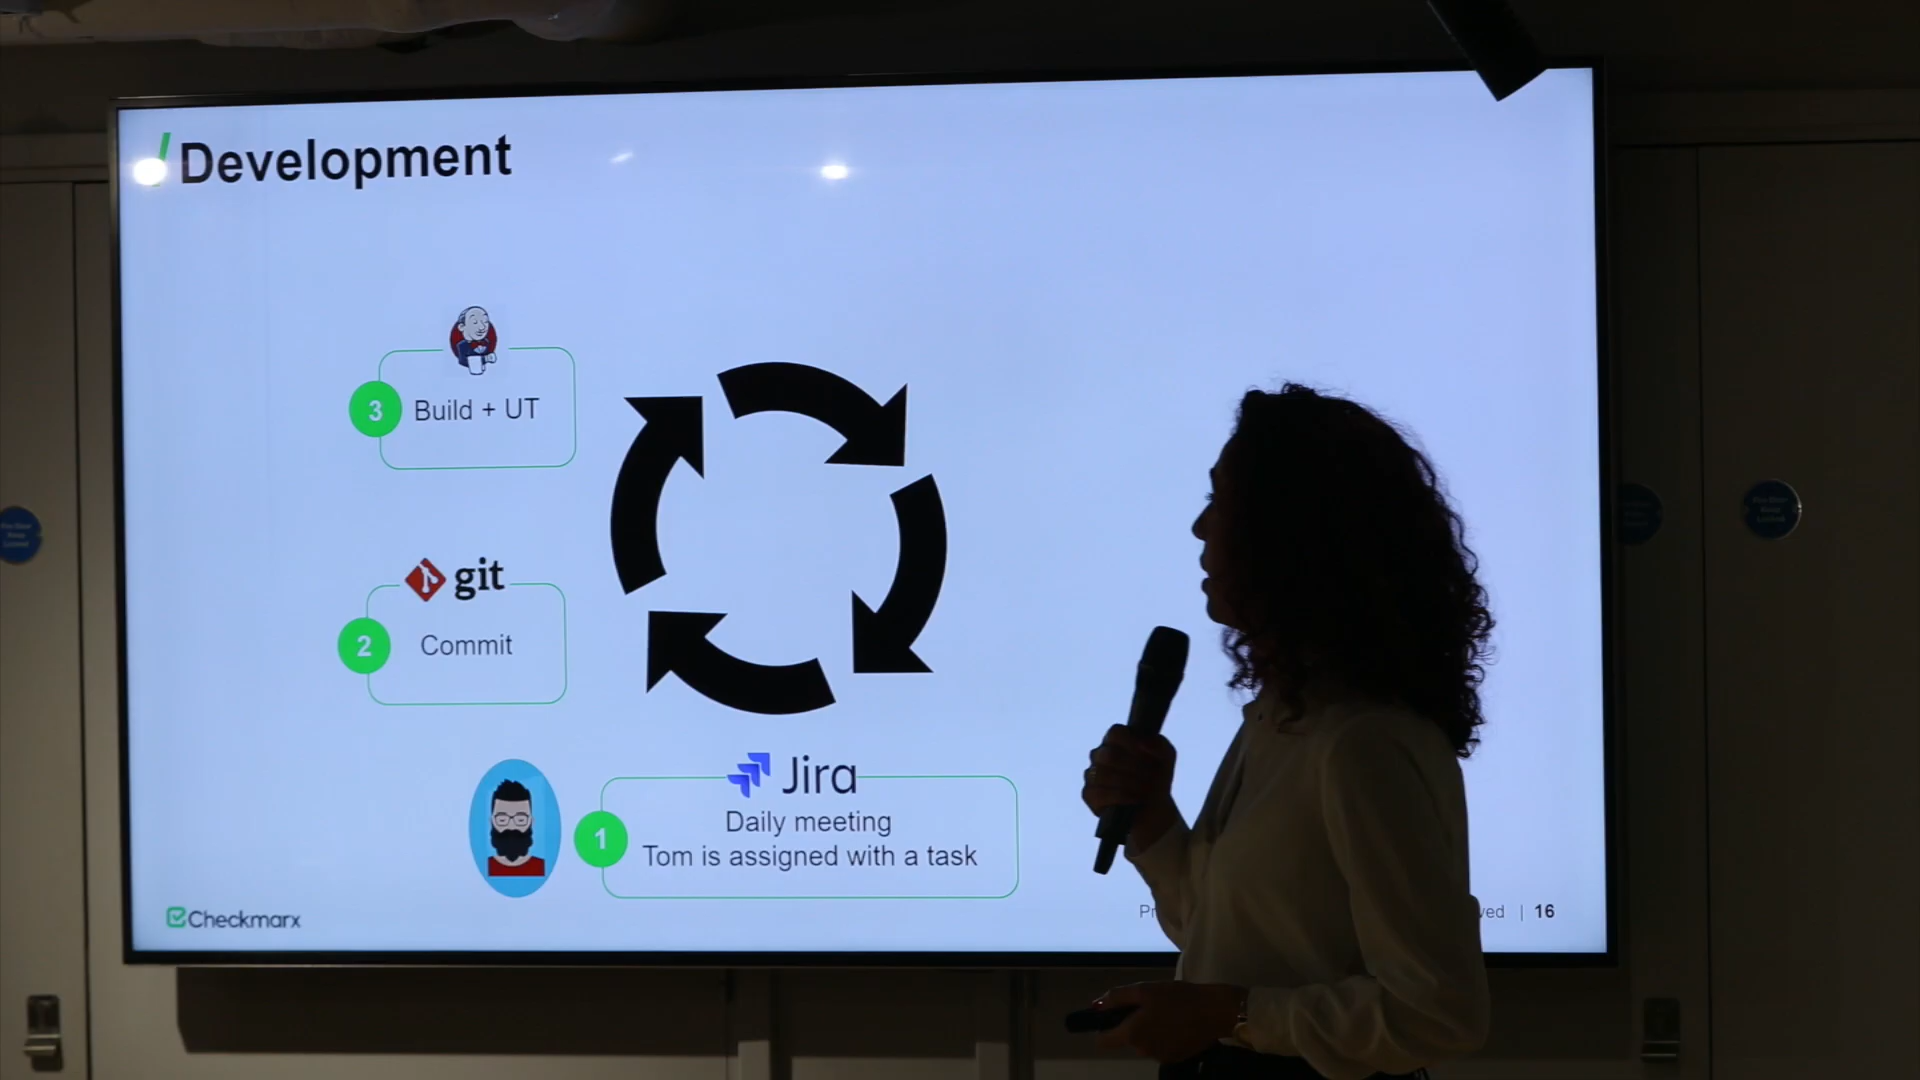 Development
3
Build + UT
git
2
Commit
Jira
1
Daily meeting
Tom is assigned with a task
Checkmarx
| 16